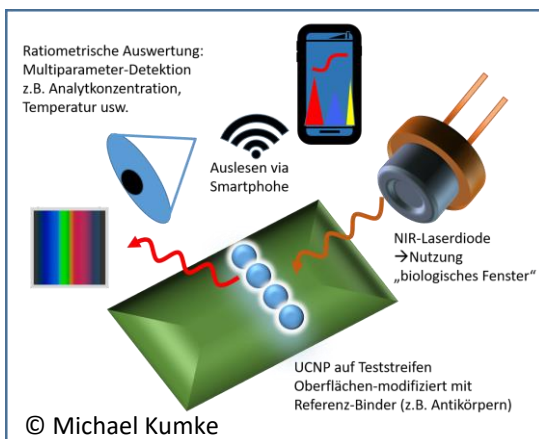 Ratiometrische Auswertung:
Multiparameter-Detektion
z.B. Analytkonzentration,
Temperatur usw.
Auslesen via
Smartphohe
NIR-Laserdiode
→Nutzung
„biologisches Fenster“
UCNP auf Teststreifen
Oberflächen-modifiziert mit
Referenz-Binder (z.B. Antikörpern)
© Michael Kumke